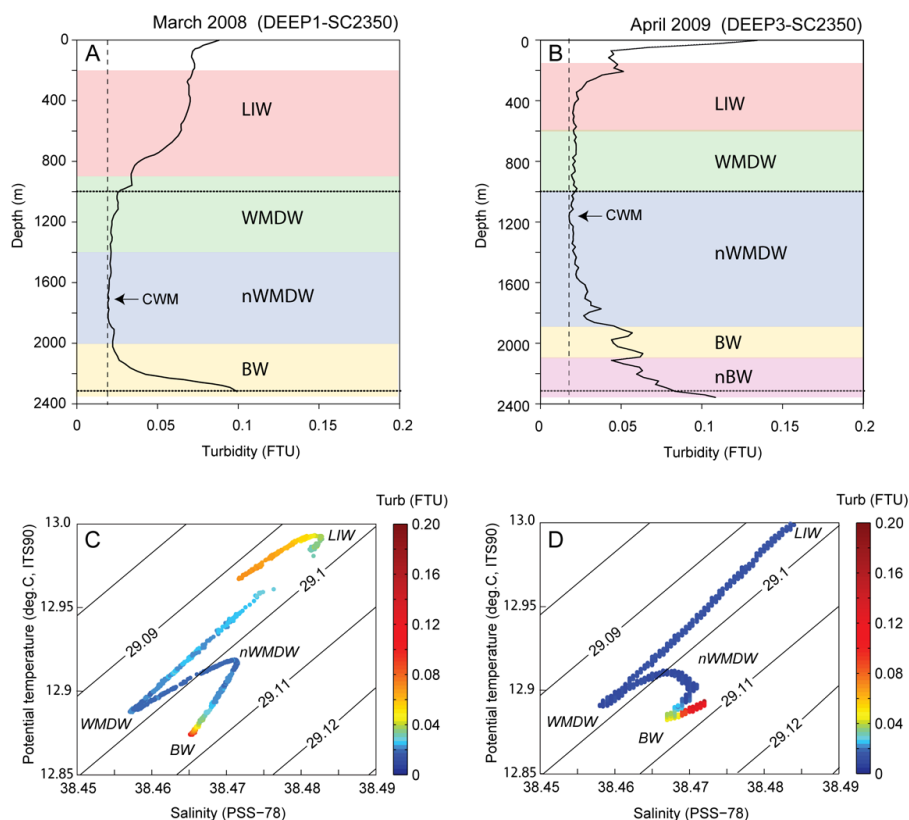 March 2008 (DEEP1-SC2350)
A
0
400
800
1200
1600
2000
2400
Depth (m)
LIW
WMDW
nWMDW
CWM
BW
0
0.05
0.1
0.15
0.2
Turbidity (FTU)
April 2009 (DEEP3-SC2350)
B
0
400
800
1200
1600
2000
2400
Depth (m)
LIW
WMDW
CWM
nWMDW
BW
nBW
0
0.05
0.1
0.15
0.2
Turbidity (FTU)
C
13.0
12.95
12.9
12.85
Potential temperature (deg.C, ITS90)
LIW
29.1
29.09
nWMDW
29.11
WMDW
BW
29.12
38.45
38.46
38.47
38.48
38.49
Salinity (PSS-78)
Turb (FTU)
0.20
0.16
0.12
0.08
0.04
0
D
13.0
12.95
12.9
12.85
Potential temperature (deg.C, ITS90)
LIW
29.1
29.09
nWMDW
29.11
WMDW
BW
29.12
38.45
38.46
38.47
38.48
38.49
Salinity (PSS-78)
Turb (FTU)
0.20
0.16
0.12
0.08
0.04
0